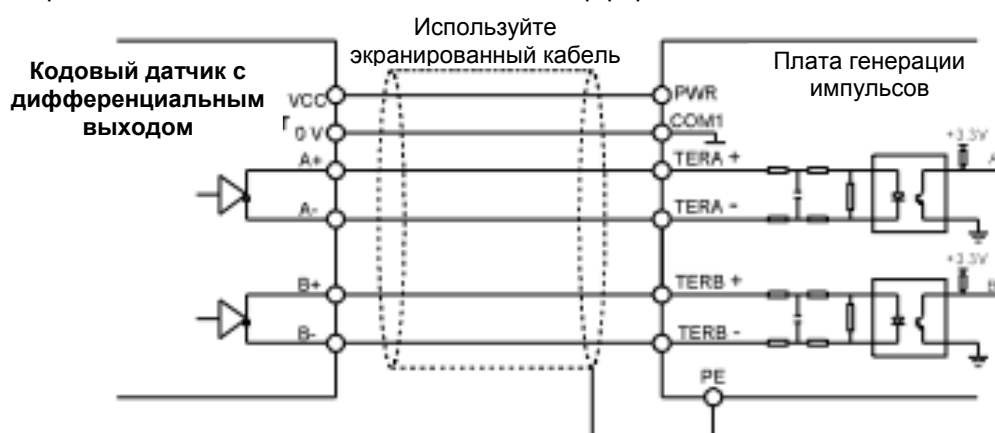 Используйте
экранированный кабель
Кодовый датчик с
дифференциальным
выходом
Плата генерации
импульсов
VCC
PWR
0 V
COM1
+3.3V
A+
TERA +
A
A-
TERA -
+3.3V
B+
TERB +
B
B-
TERB -
PE